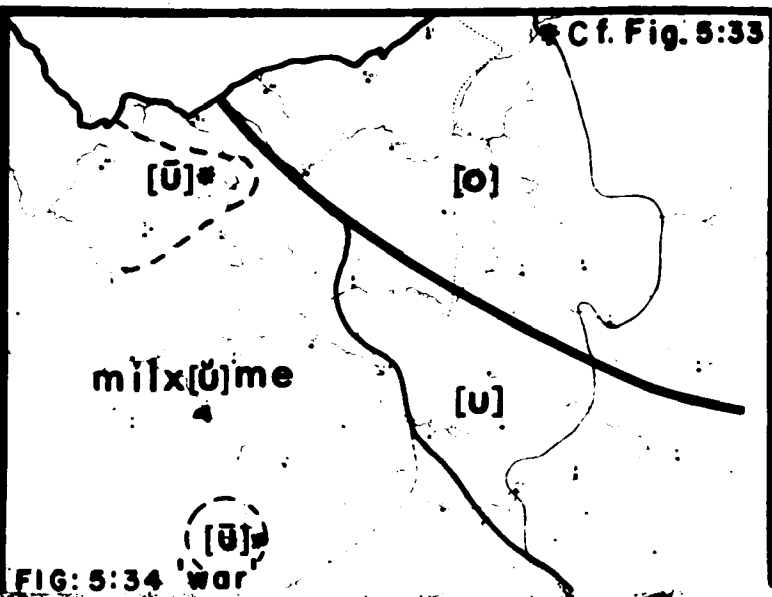 * Cf. Fig. 5:33
[ū]*
[o]
milx[ŭ]me
[u]
[ū]*
FIG: 5:34 'war'